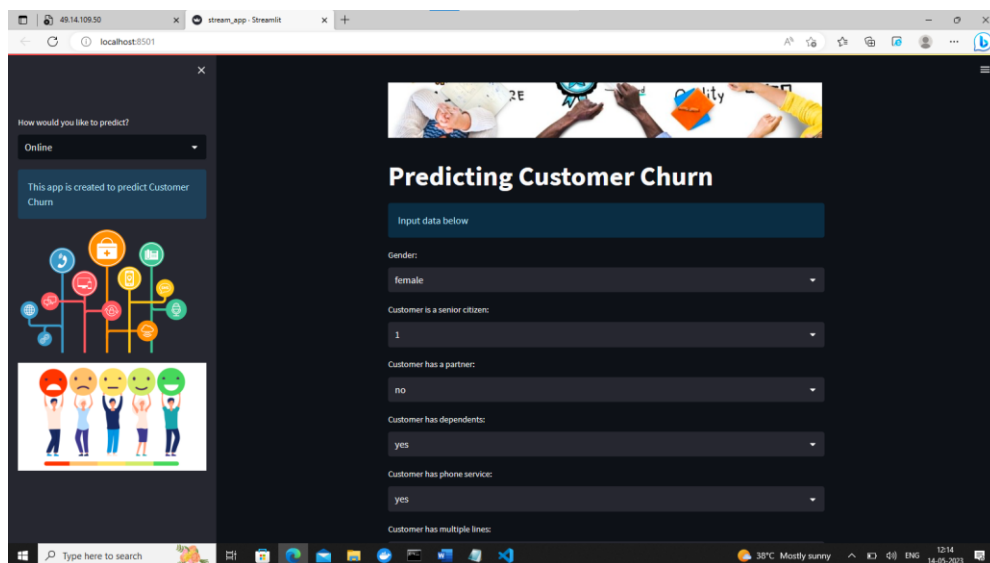 49.14.109.50
stream_app · Streamlit
localhost:8501
How would you like to predict?
Online
This app is created to predict Customer
Churn
Predicting Customer Churn
Input data below
Gender:
female
Customer is a senior citizen:
1
Customer has a partner:
no
Customer has dependents:
yes
Customer has phone service:
yes
Customer has multiple lines:
Type here to search
38°C Mostly sunny
ENG
12:14
14-05-2023